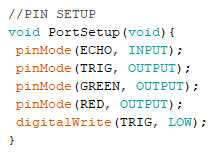 //PIN SETUP
void PortSetup(void){
pinMode(ECHO, INPUT);
pinMode(TRIG, OUTPUT);
pinMode(GREEN, OUTPUT);
pinMode(RED, OUTPUT);
digitalWrite(TRIG, LOW);
}